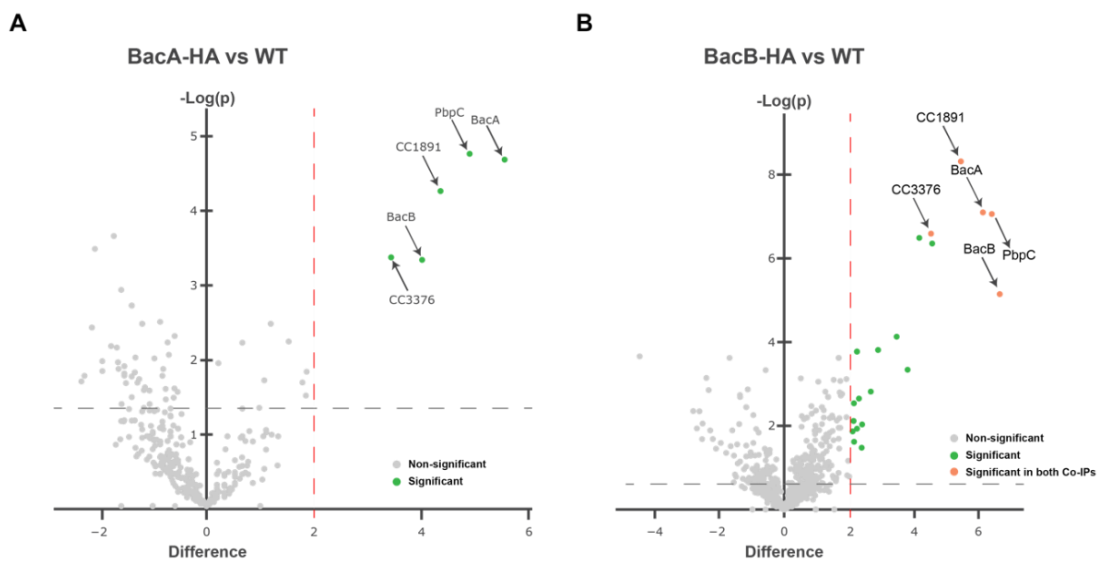 A
BacA-HA vs WT
-Log(p)
PbpC
BacA
5
CC1891
4
BacB
3
CC3376
2
1
Non-significant
Significant
−2
0
2
4
6
Difference
B
BacB-HA vs WT
-Log(p)
CC1891
8
BacA
CC3376
BacB
PbpC
6
4
2
Non-significant
Significant
Significant in both Co-IPs
0
−4
−2
0
2
4
6
Difference